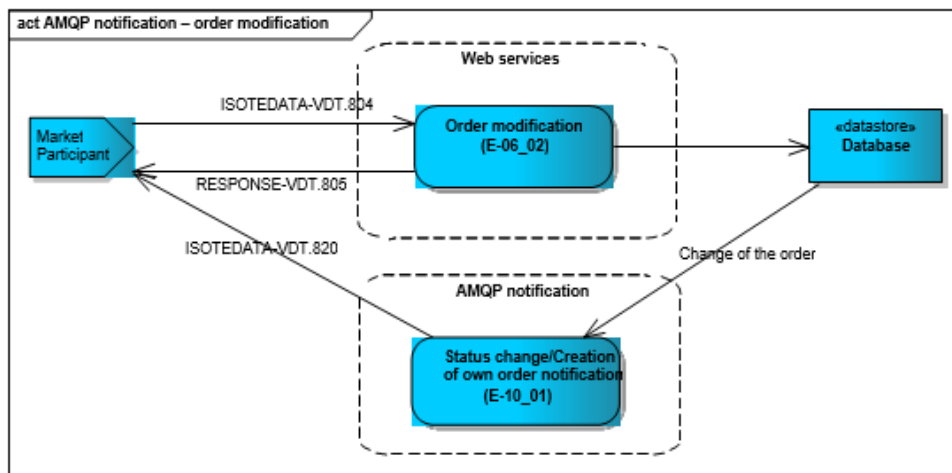 act AMQP notification – order modification
Web services
ISOTEDATA-VDT.804
Market
Participant
Order modification
(E-06_02)
«datastore»
Database
RESPONSE-VDT.805
ISOTEDATA-VDT.820
Change of the order
AMQP notification
Status change/Creation
of own order notification
(E-10_01)